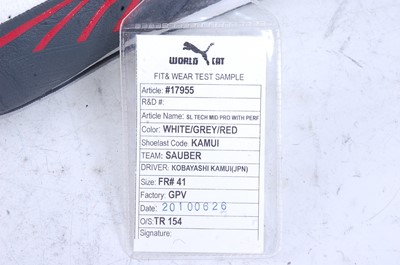 WORLD CAT
FIT& WEAR TEST SAMPLE
Article: #17955
R&D #:
Article Name: SL TECH MID PRO WITH PERF
Color: WHITE/GREY/RED
Shoelast Code KAMUI
TEAM: SAUBER
DRIVER: KOBAYASHI KAMUI(JPN)
Size: FR# 41
Factory: GPV
Date: 20100626
O/S: TR 154
Signature: